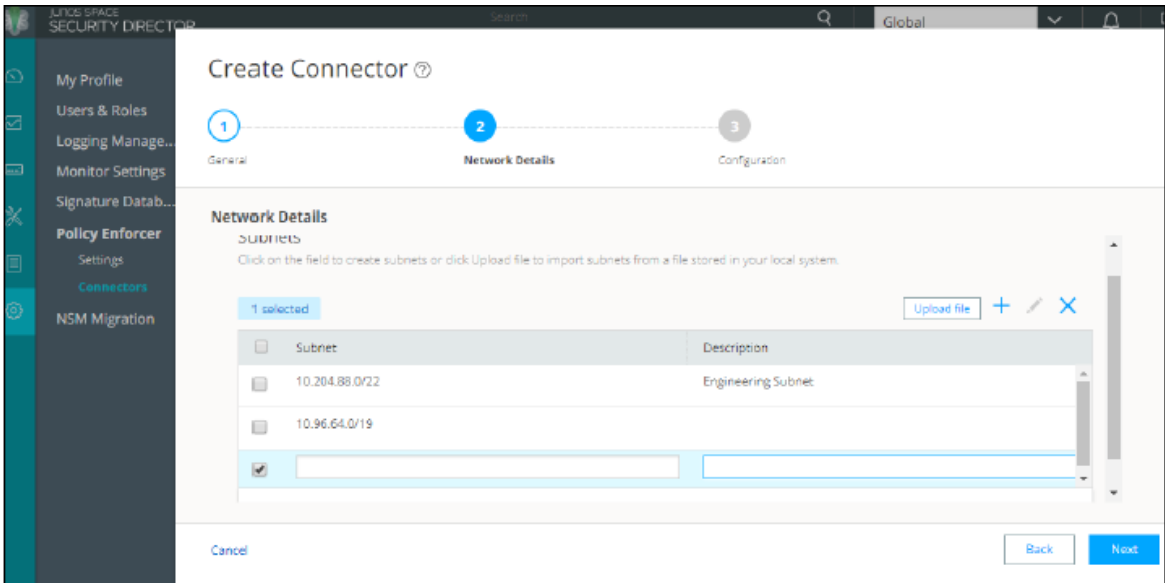 JUNOS SPACE
SECURITY DIRECTOR
Search
Global
My Profile
Users & Roles
Logging Manage...
Monitor Settings
Signature Datab...
Policy Enforcer
Settings
Connectors
NSM Migration
Create Connector ?
1
2
3
General
Network Details
Configuration
Network Details
Subnets
Click on the field to create subnets or click Upload file to import subnets from a file stored in your local system.
1 selected
Upload file
Subnet Description
10.204.88.0/22 Engineering Subnet
10.96.64.0/19
Cancel
Back
Next